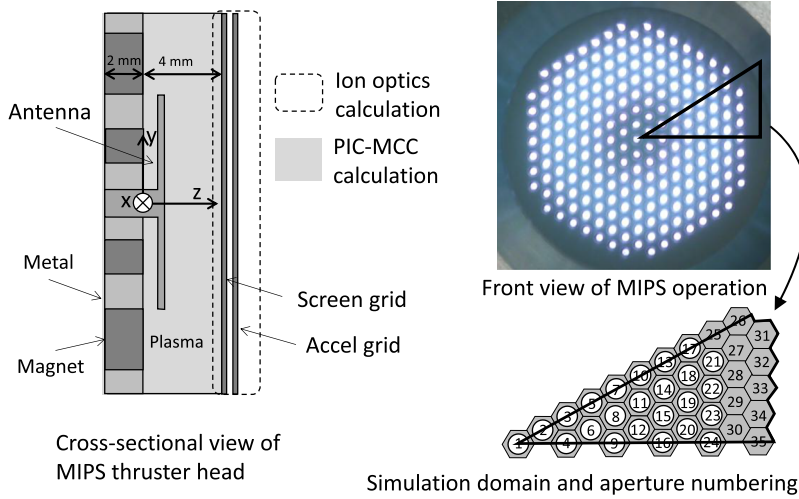 2 mm
4 mm
Antenna
y
x
z
Metal
Magnet
Plasma
Screen grid
Accel grid
Cross-sectional view of
MIPS thruster head
Ion optics
calculation
PIC-MCC
calculation
Front view of MIPS operation
26
25
31
17
27
13
21
32
10
18
28
7
14
22
33
5
11
19
29
3
8
15
23
34
2
6
12
20
30
1
4
9
16
24
35
Simulation domain and aperture numbering